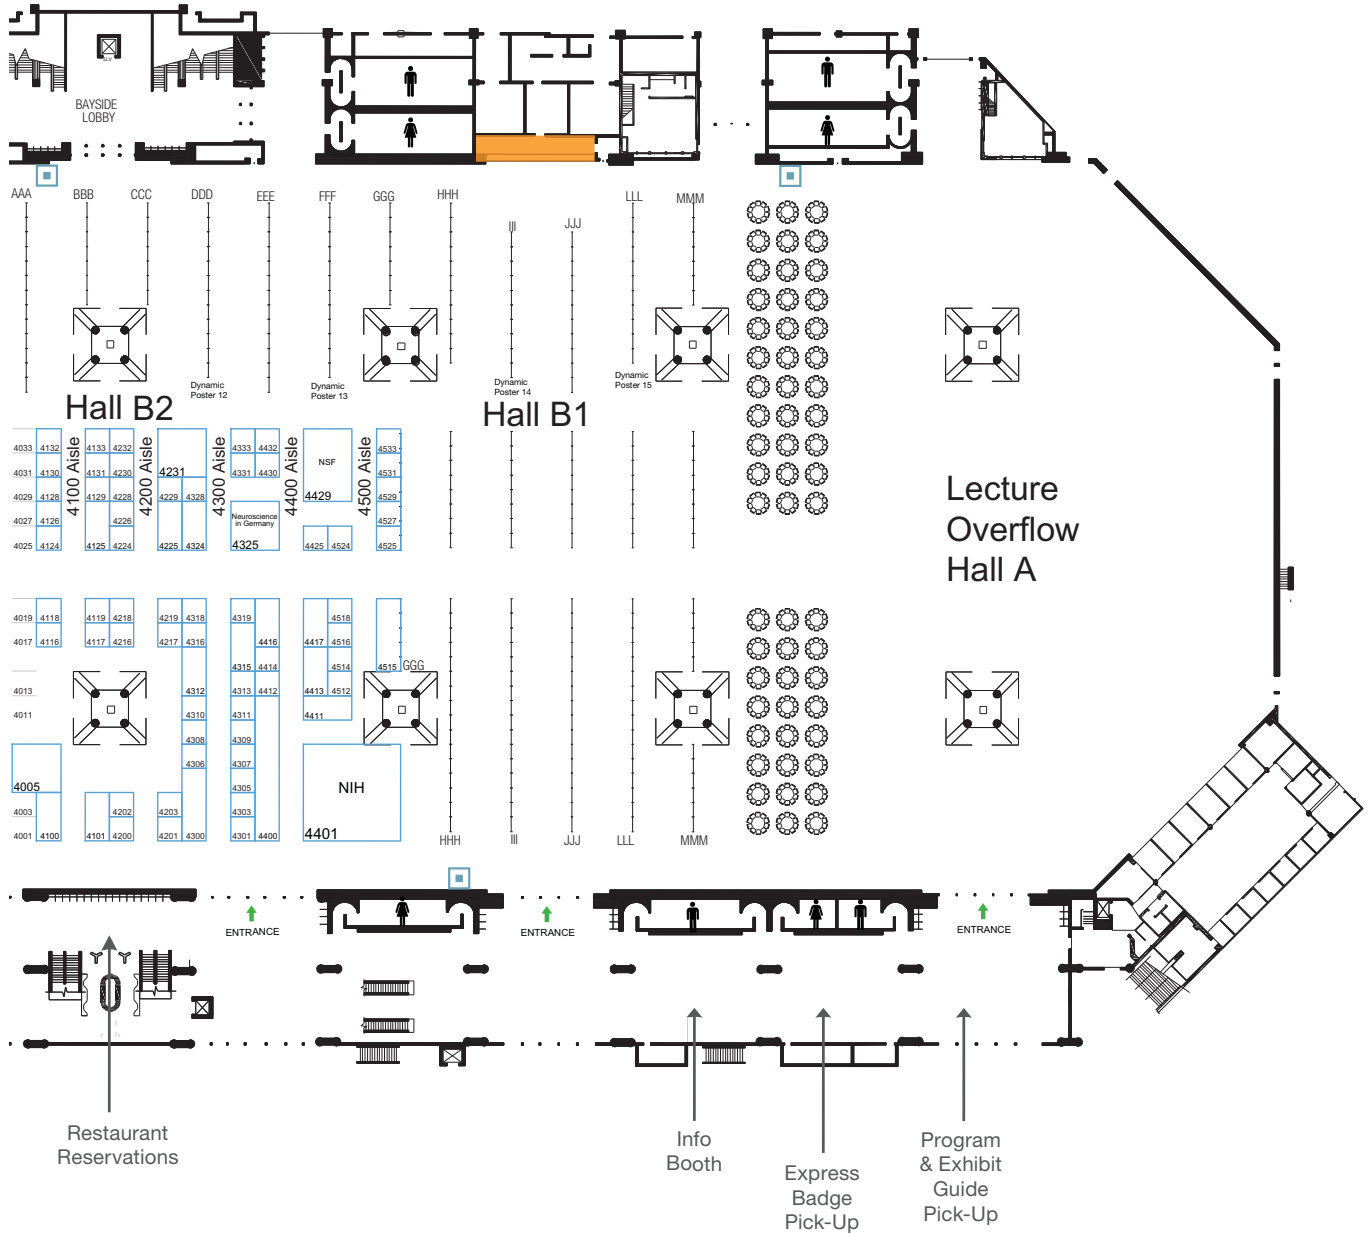 BAYSIDE
LOBBY
AAA BBB CCC DDD EEE FFF GGG HHH III JJJ LLL MMM
Dynamic
Poster 12
Dynamic
Poster 13
Dynamic
Poster 14
Dynamic
Poster 15
Hall B2
Hall B1
4100 Aisle
4200 Aisle
4300 Aisle
4400 Aisle
4500 Aisle
4033 4132 4133 4232 4333 4432 NSF 4533
4031 4130 4131 4230 4231 4331 4430 4531
4029 4128 4129 4228 4229 4328 4429 4529
4027 4126 4226 Neuroscience
in Germany 4527
4025 4124 4125 4224 4225 4324 4325 4425 4524 4525
Lecture
Overflow
Hall A
4019 4118 4119 4218 4219 4318 4319 4518
4017 4116 4117 4216 4217 4316 4416 4417 4516
4315 4414 4514 4515 GGG
4013 4312 4313 4412 4413 4512
4011 4310 4311 4411
4308 4309
4306 4307
4005 4305 NIH
4003 4202 4203 4303
4001 4100 4101 4200 4201 4300 4301 4400 4401
HHH III JJJ LLL MMM
ENTRANCE ENTRANCE ENTRANCE
Restaurant
Reservations
Info
Booth
Express
Badge
Pick-Up
Program
& Exhibit
Guide
Pick-Up